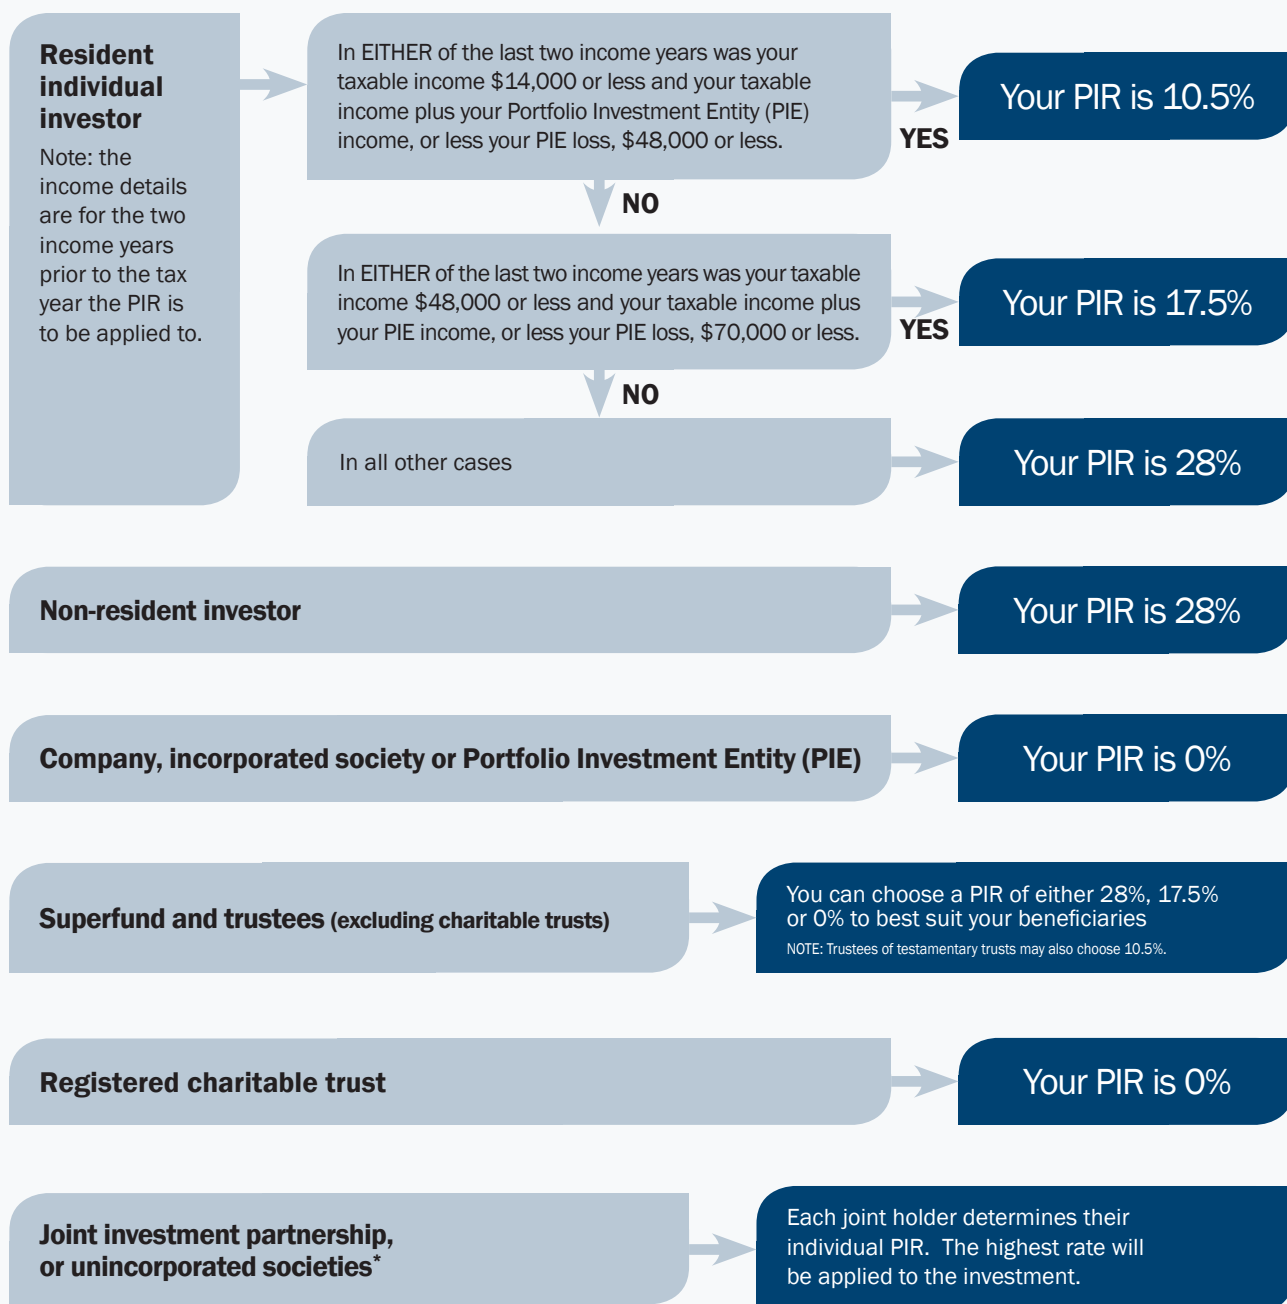 Resident
individual
investor
Note: the
income details
are for the two
income years
prior to the tax
year the PIR is
to be applied to.
In EITHER of the last two income years was your
taxable income $14,000 or less and your taxable
income plus your Portfolio Investment Entity (PIE)
income, or less your PIE loss, $48,000 or less.
YES
Your PIR is 10.5%
NO
In EITHER of the last two income years was your taxable
income $48,000 or less and your taxable income plus
your PIE income, or less your PIE loss, $70,000 or less.
YES
Your PIR is 17.5%
NO
In all other cases
Your PIR is 28%
Non-resident investor
Your PIR is 28%
Company, incorporated society or Portfolio Investment Entity (PIE)
Your PIR is 0%
Superfund and trustees (excluding charitable trusts)
You can choose a PIR of either 28%, 17.5%
or 0% to best suit your beneficiaries
NOTE: Trustees of testamentary trusts may also choose 10.5%.
Registered charitable trust
Your PIR is 0%
Joint investment partnership,
or unincorporated societies*
Each joint holder determines their
individual PIR. The highest rate will
be applied to the investment.